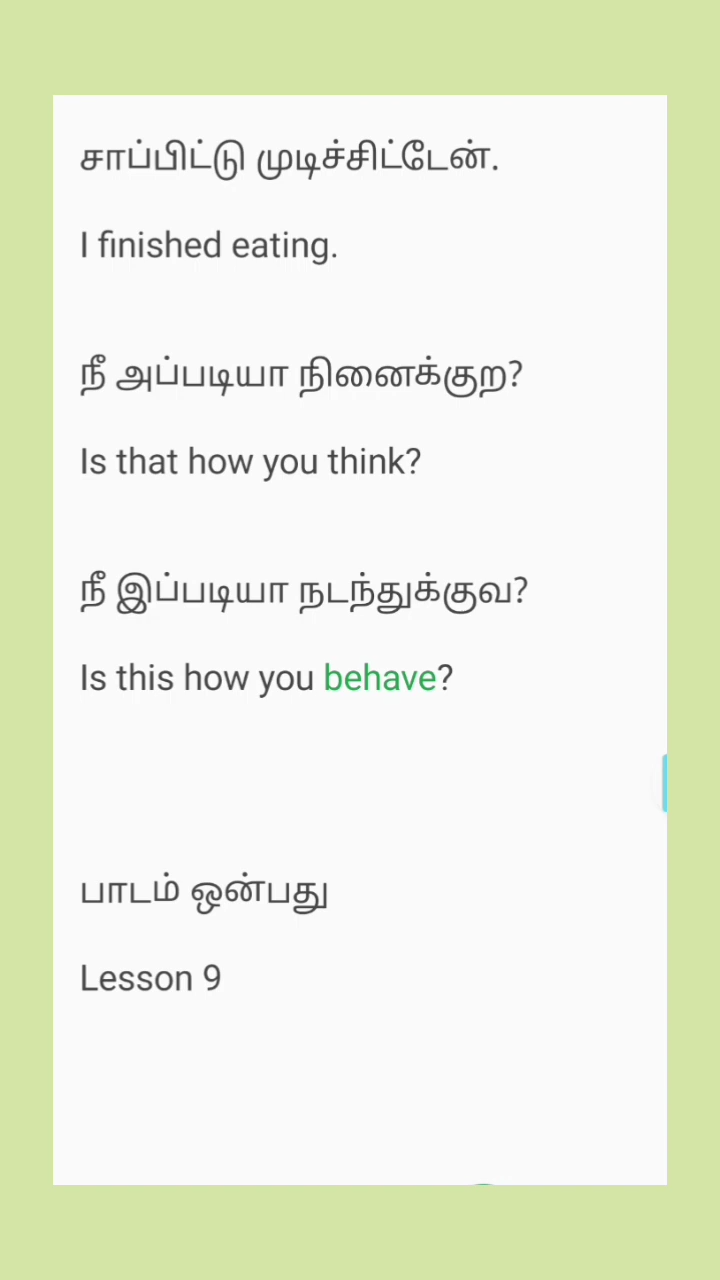 சாப்பிட்டு முடிச்சிட்டேன்.
I finished eating.
நீ அப்படியா நினைக்குற?
Is that how you think?
நீ இப்படியா நடந்துக்குவ?
Is this how you behave?
பாடம் ஒன்பது
Lesson 9